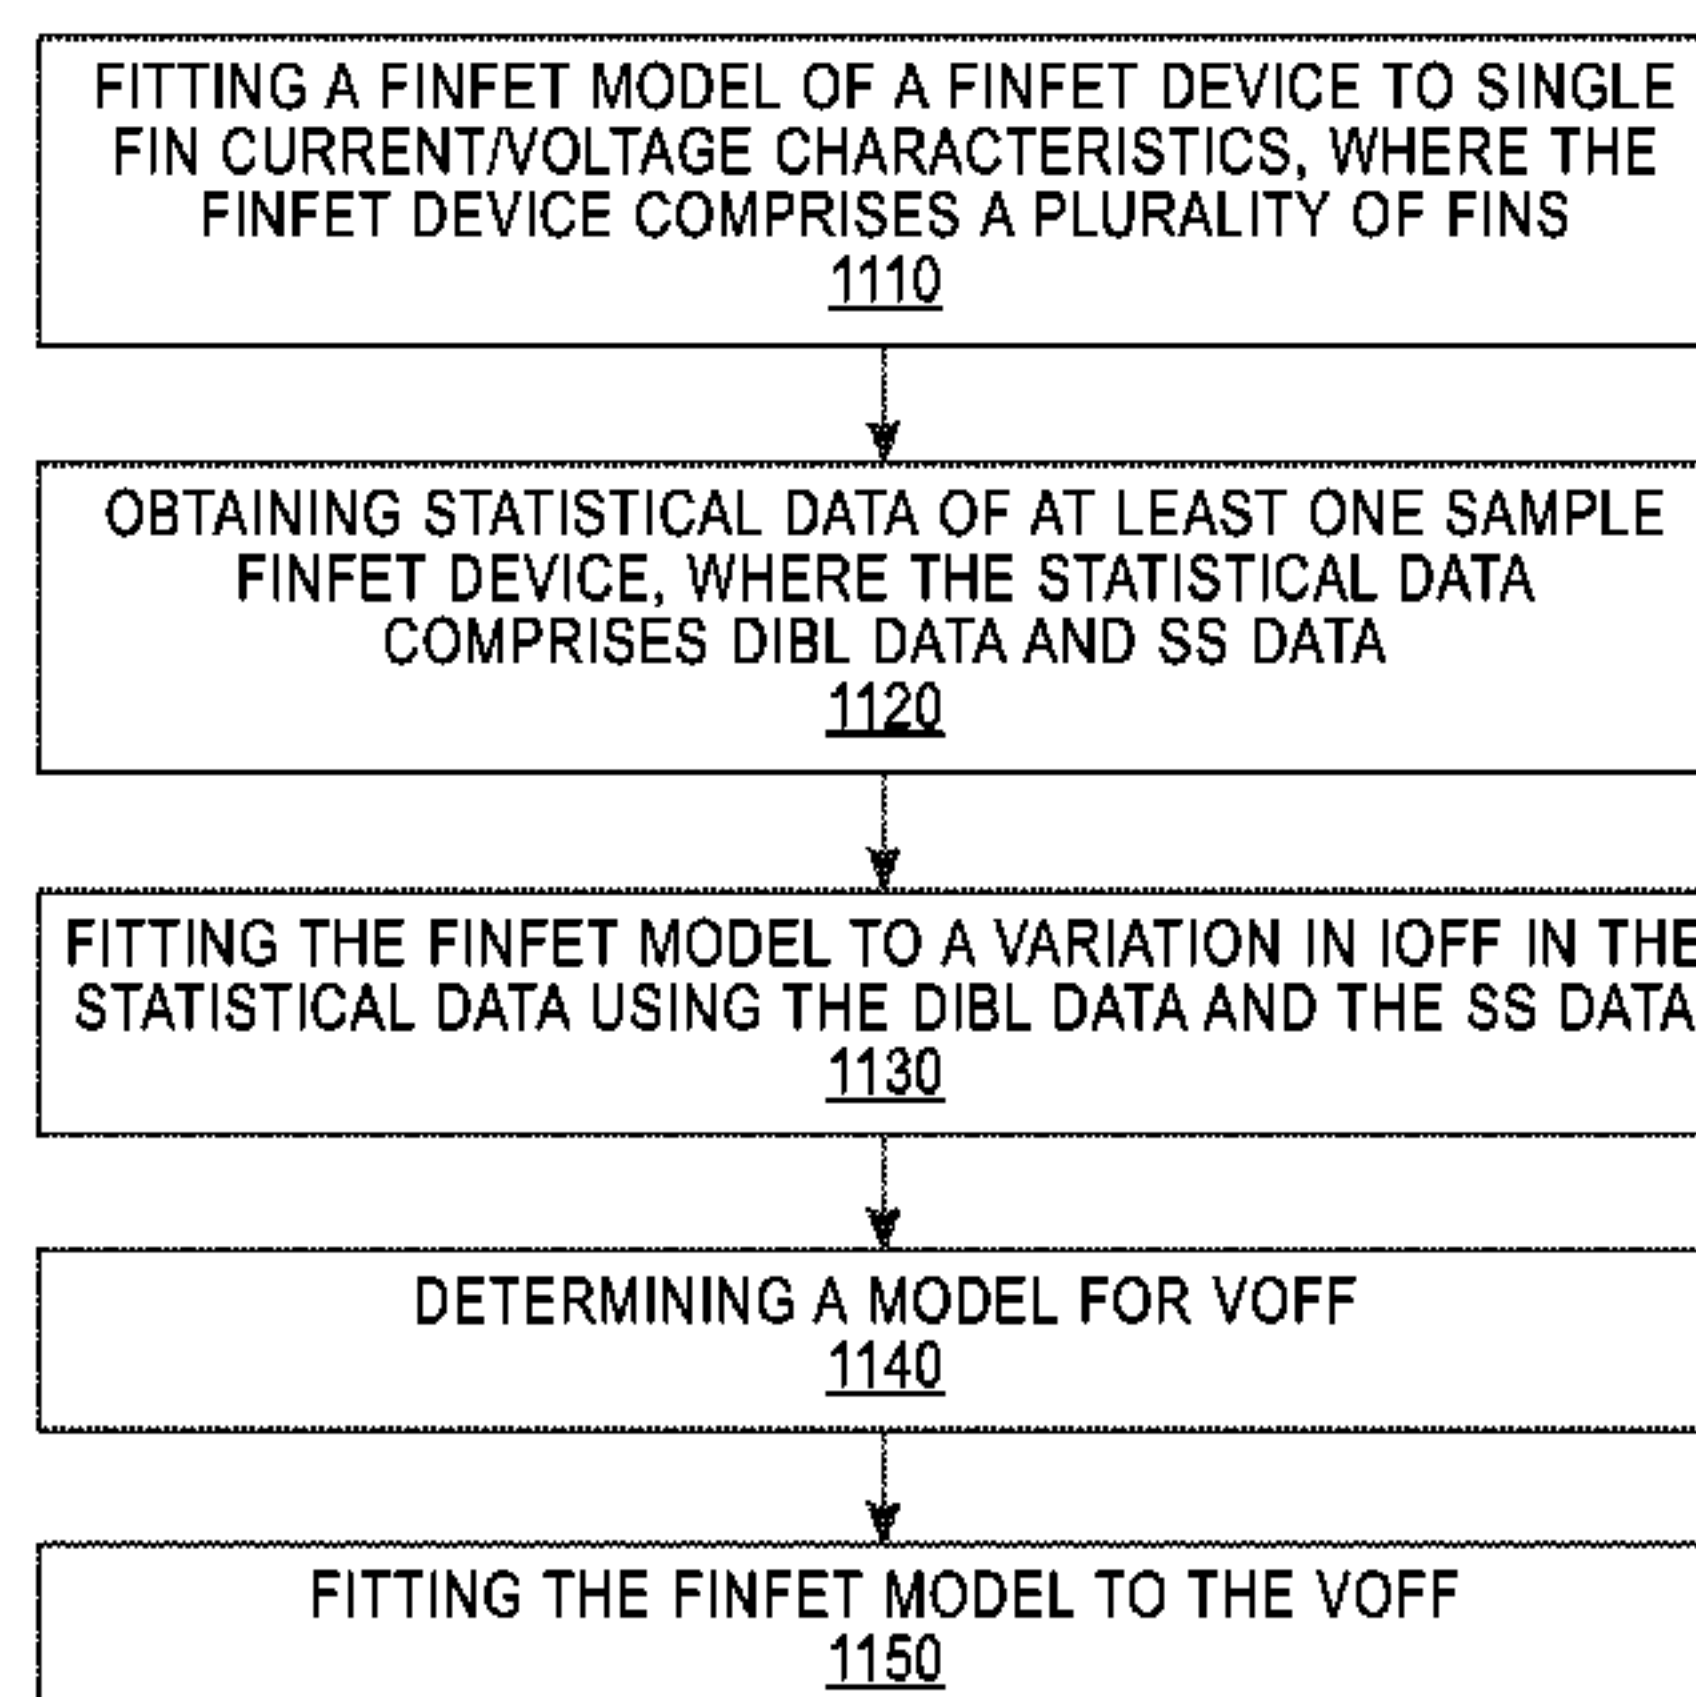 FITTING A FINFET MODEL OF A FINFET DEVICE TO SINGLE
FIN CURRENT/VOLTAGE CHARACTERISTICS, WHERE THE
FINFET DEVICE COMPRISES A PLURALITY OF FINS
1110
OBTAINING STATISTICAL DATA OF AT LEAST ONE SAMPLE
FINFET DEVICE, WHERE THE STATISTICAL DATA
COMPRISES DIBL DATA AND SS DATA
1120
FITTING THE FINFET MODEL TO A VARIATION IN IOFF IN THE
STATISTICAL DATA USING THE DIBL DATA AND THE SS DATA
1130
DETERMINING A MODEL FOR VOFF
1140
FITTING THE FINFET MODEL TO THE VOFF
1150